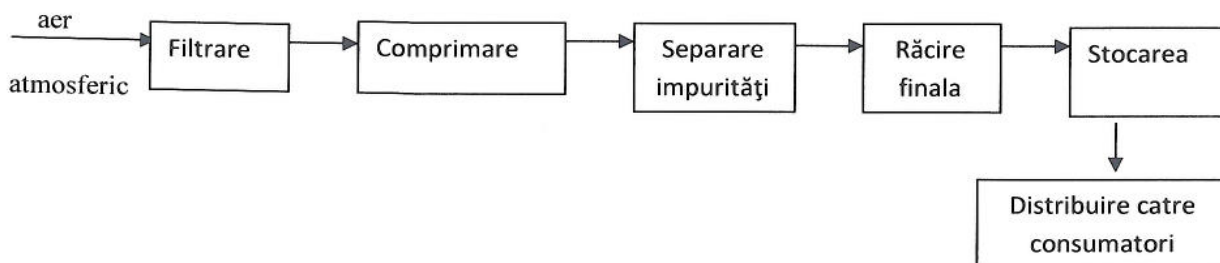 aer
atmosferic
Filtrare
Comprimare
Separare
impurităţi
Răcire
finala
Stocarea
Distribuire catre
consumatori